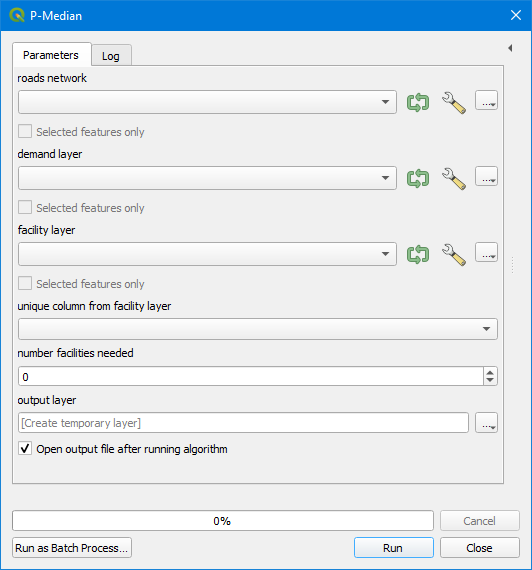 P-Median
Parameters
Log
roads network
...
Selected features only
demand layer
...
Selected features only
facility layer
...
Selected features only
unique column from facility layer
number facilities needed
0
output layer
[Create temporary layer]
...
Open output file after running algorithm
0%
Cancel
Run as Batch Process...
Run
Close